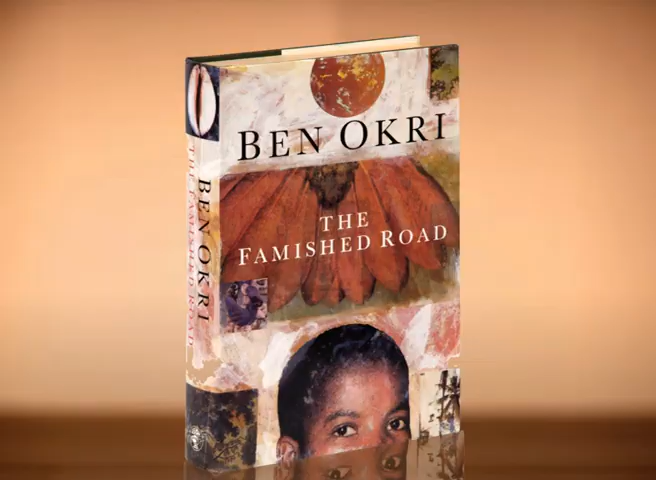 BEN OKRI
THE
FAMISHED ROAD
BEN OKRI
THE FAMISHED ROAD